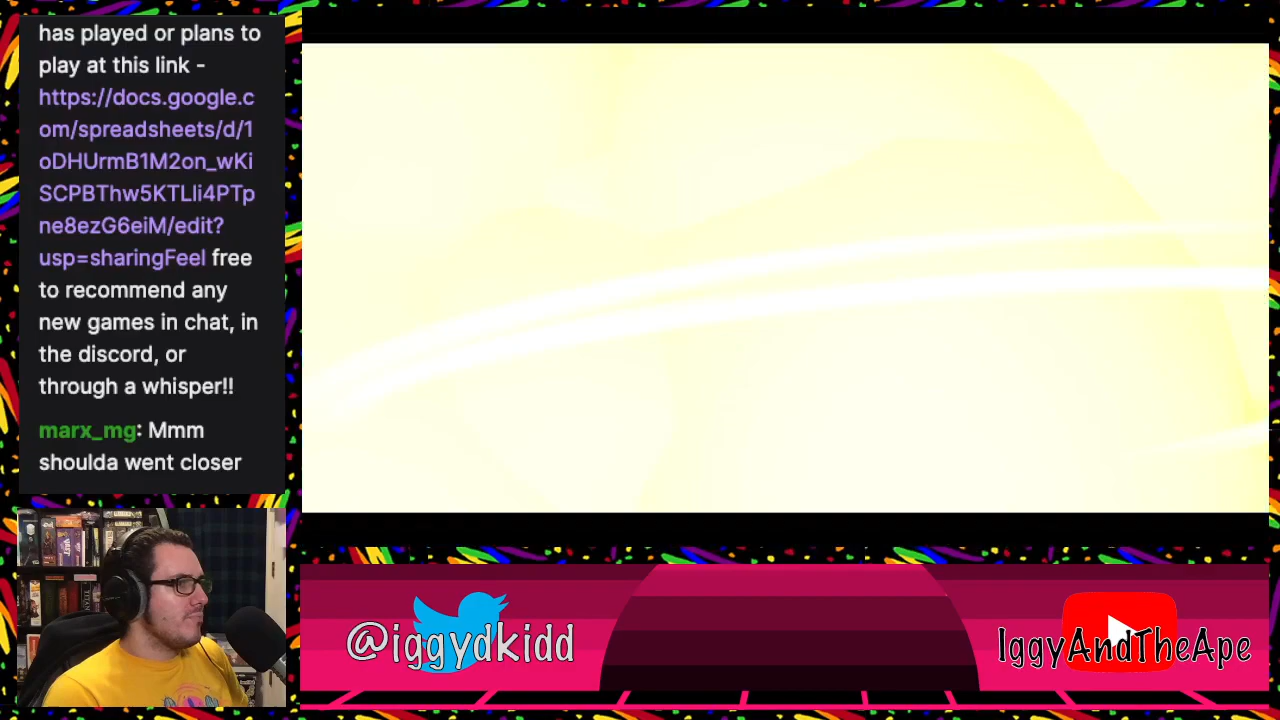 has played or plans to
play at this link -
https://docs.google.c
om/spreadsheets/d/1
oDHUrmB1M2on_wKi
SCPBThw5KTLli4PTp
ne8ezG6eiM/edit?
usp=sharingFeel free
to recommend any
new games in chat, in
the discord, or
through a whisper!!
marx_mg: Mmm
shoulda went closer
@iggydkidd
IggyAndTheApe